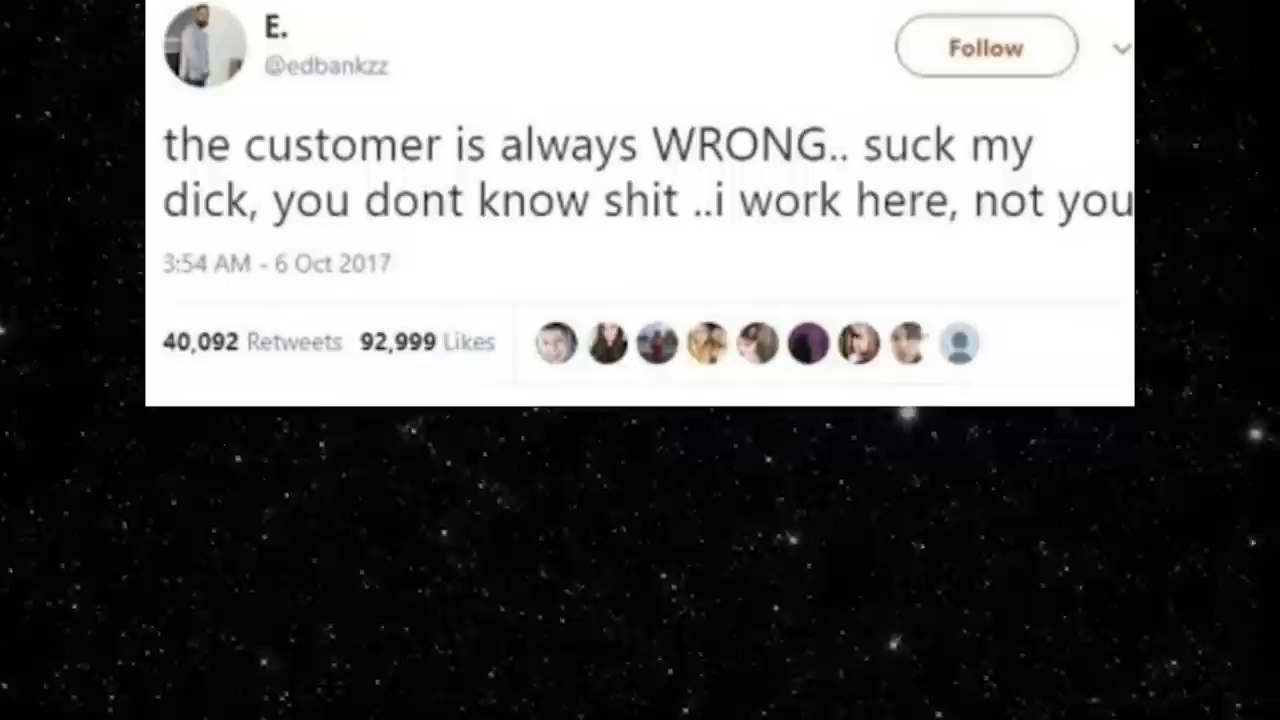 E.
@edbankzz
Follow
the customer is always WRONG.. suck my
dick, you dont know shit ..i work here, not you
3:54 AM - 6 Oct 2017
40,092 Retweets 92,999 Likes